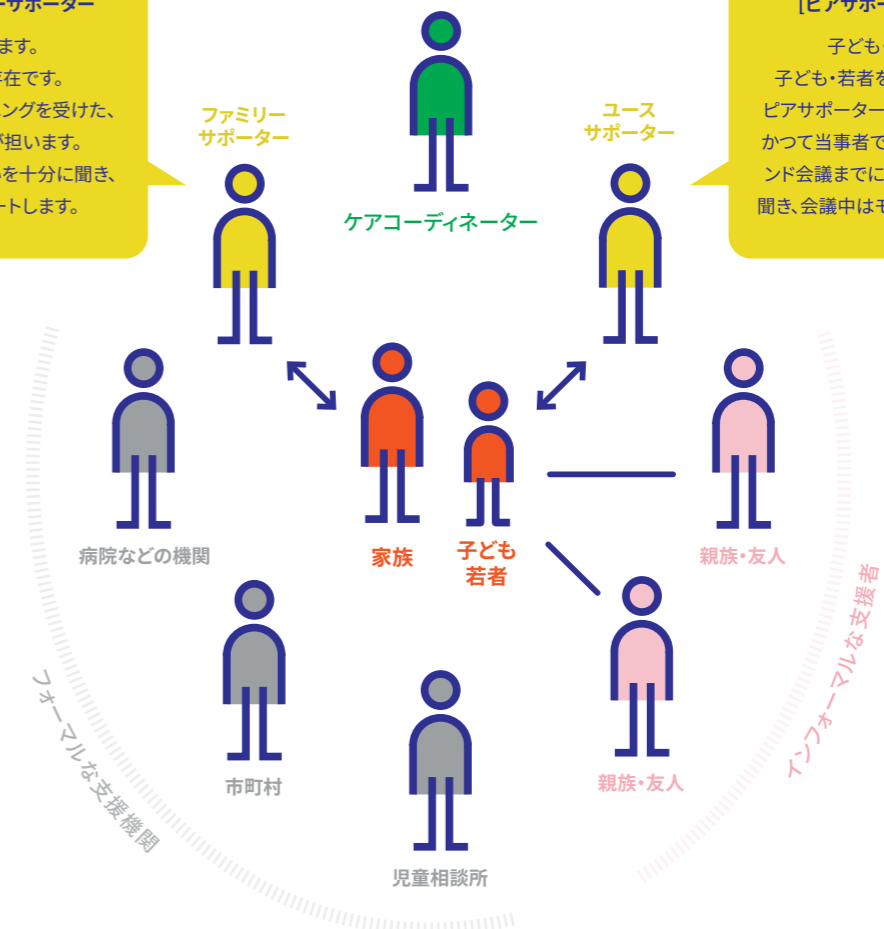 サポーター
ます。
存在です。
ニングを受けた、
が担います。
を十分に聞き、
ートします。
[ピアサポ
子ども・
子ども・若者を
ピアサポーター
かつて当事者で
ンド会議までに
聞き、会議中はモ
ファミリー
サポーター
ユース
サポーター
ケアコーディネーター
病院などの機関
家族
子ども
若者
親族・友人
市町村
親族・友人
児童相談所
フォーマルな支援機関
インフォーマルな支援者